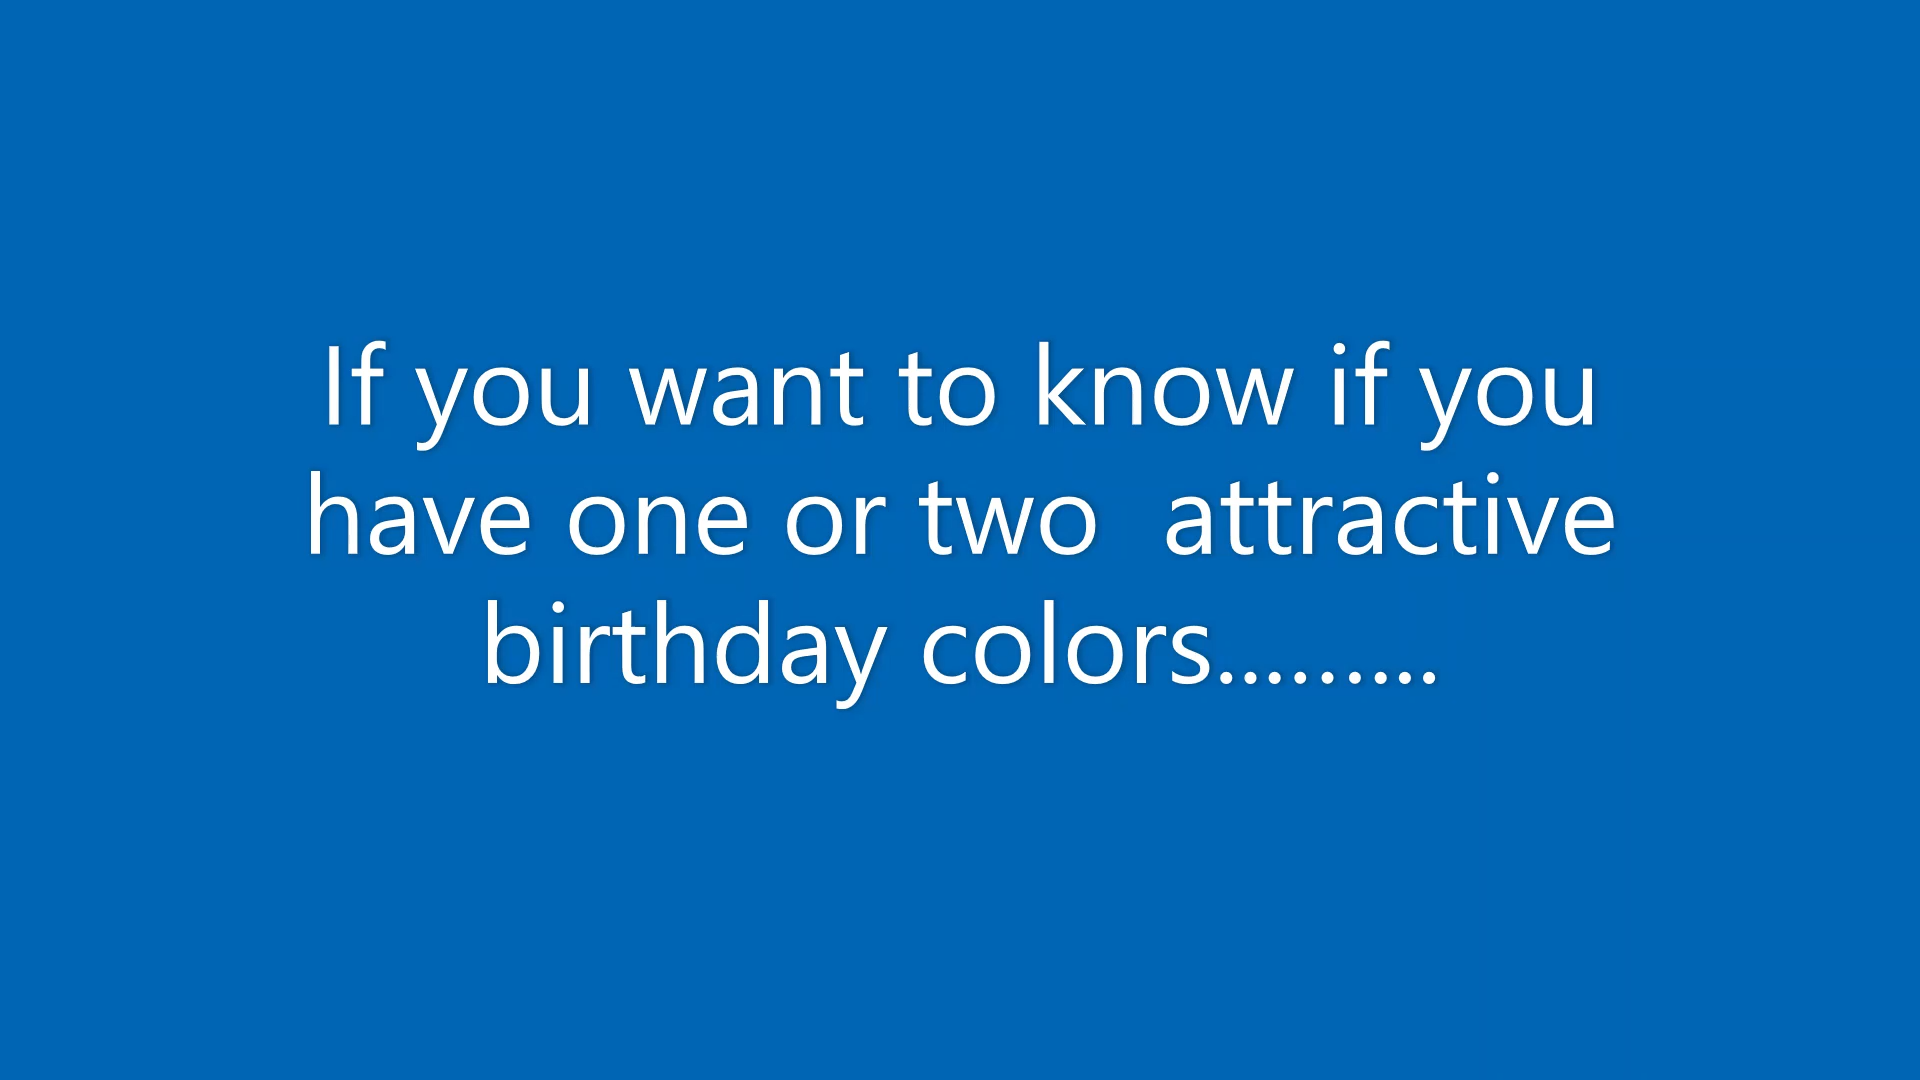 If you want to know if you
have one or two  attractive
birthday colors.........